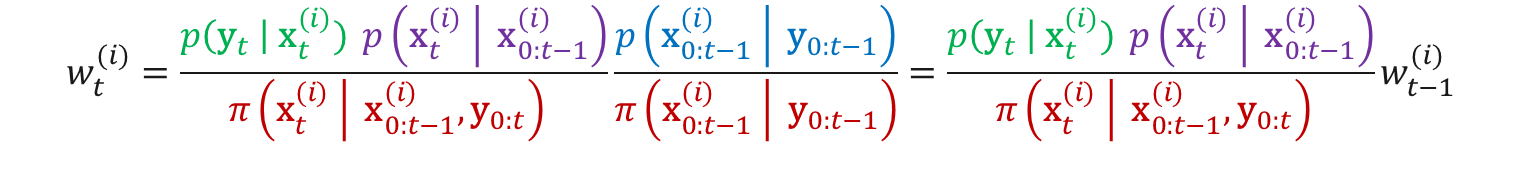 w_t^{(i)} = \frac{p(\mathbf{y}_t \mid \mathbf{x}_t^{(i)}) \, p\left(\mathbf{x}_t^{(i)} \mid \mathbf{x}_{0:t-1}^{(i)}\right)}{\pi\left(\mathbf{x}_t^{(i)} \mid \mathbf{x}_{0:t-1}^{(i)}, \mathbf{y}_{0:t}\right)} \frac{p\left(\mathbf{x}_{0:t-1}^{(i)} \mid \mathbf{y}_{0:t-1}\right)}{\pi\left(\mathbf{x}_{0:t-1}^{(i)} \mid \mathbf{y}_{0:t-1}\right)} = \frac{p(\mathbf{y}_t \mid \mathbf{x}_t^{(i)}) \, p\left(\mathbf{x}_t^{(i)} \mid \mathbf{x}_{0:t-1}^{(i)}\right)}{\pi\left(\mathbf{x}_t^{(i)} \mid \mathbf{x}_{0:t-1}^{(i)}, \mathbf{y}_{0:t}\right)} w_{t-1}^{(i)}